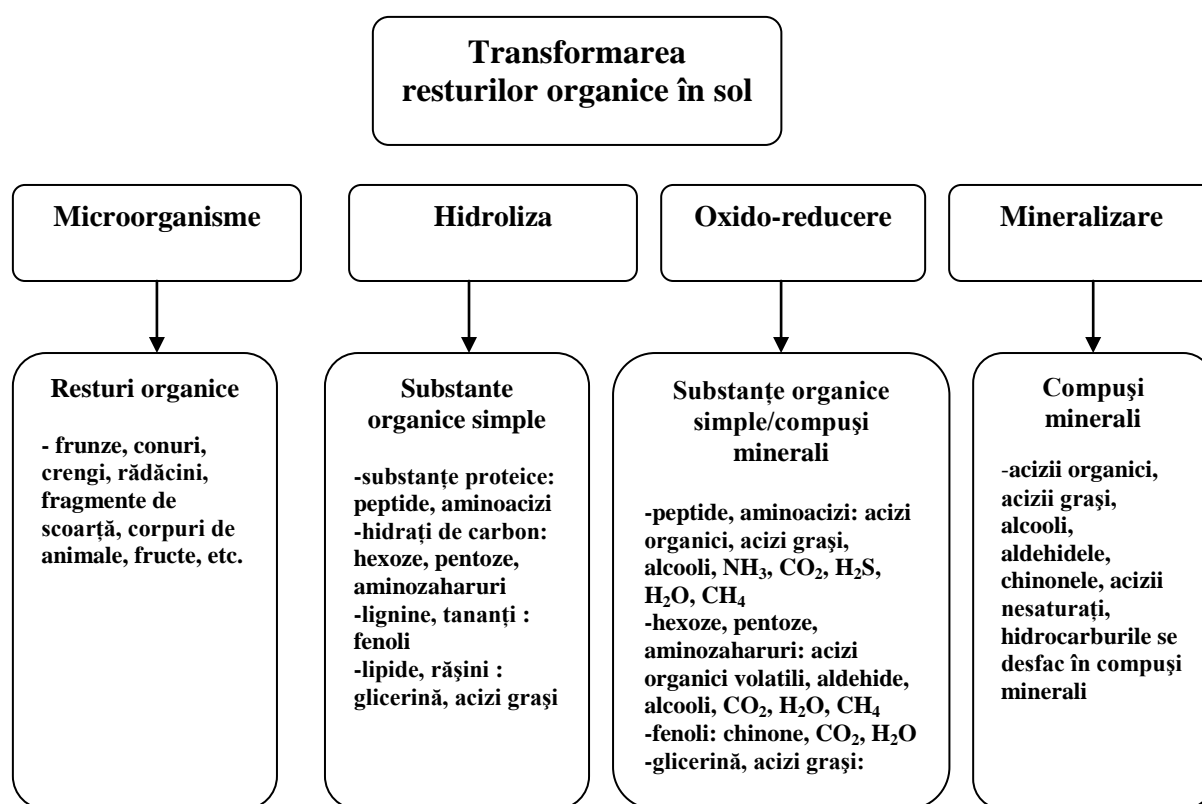 Transformarea
resturilor organice în sol
Microorganisme
Hidroliza
Oxido-reducere
Mineralizare
Resturi organice
- frunze, conuri,
crengi, rădăcini,
fragmente de
scoarță, corpuri de
animale, fructe, etc.
Substante
organice simple
-substanțe proteice:
peptide, aminoacizi
-hidrați de carbon:
hexoze, pentoze,
aminozaharuri
-lignine, tananți :
fenoli
-lipide, rășini :
glicerină, acizi grași
Substanțe organice
simple/compuşi
minerali
-peptide, aminoacizi: acizi
organici, acizi graşi,
alcooli, NH₃, CO₂, H₂S,
H₂O, CH₄
-hexoze, pentoze,
aminozaharuri: acizi
organici volatili, aldehide,
alcooli, CO₂, H₂O, CH₄
-fenoli: chinone, CO₂, H₂O
-glicerină, acizi graşi:
Compuşi
minerali
-acizii organici,
acizii graşi,
alcooli,
aldehidele,
chinonele, acizii
nesaturați,
hidrocarburile se
desfac în compuşi
minerali